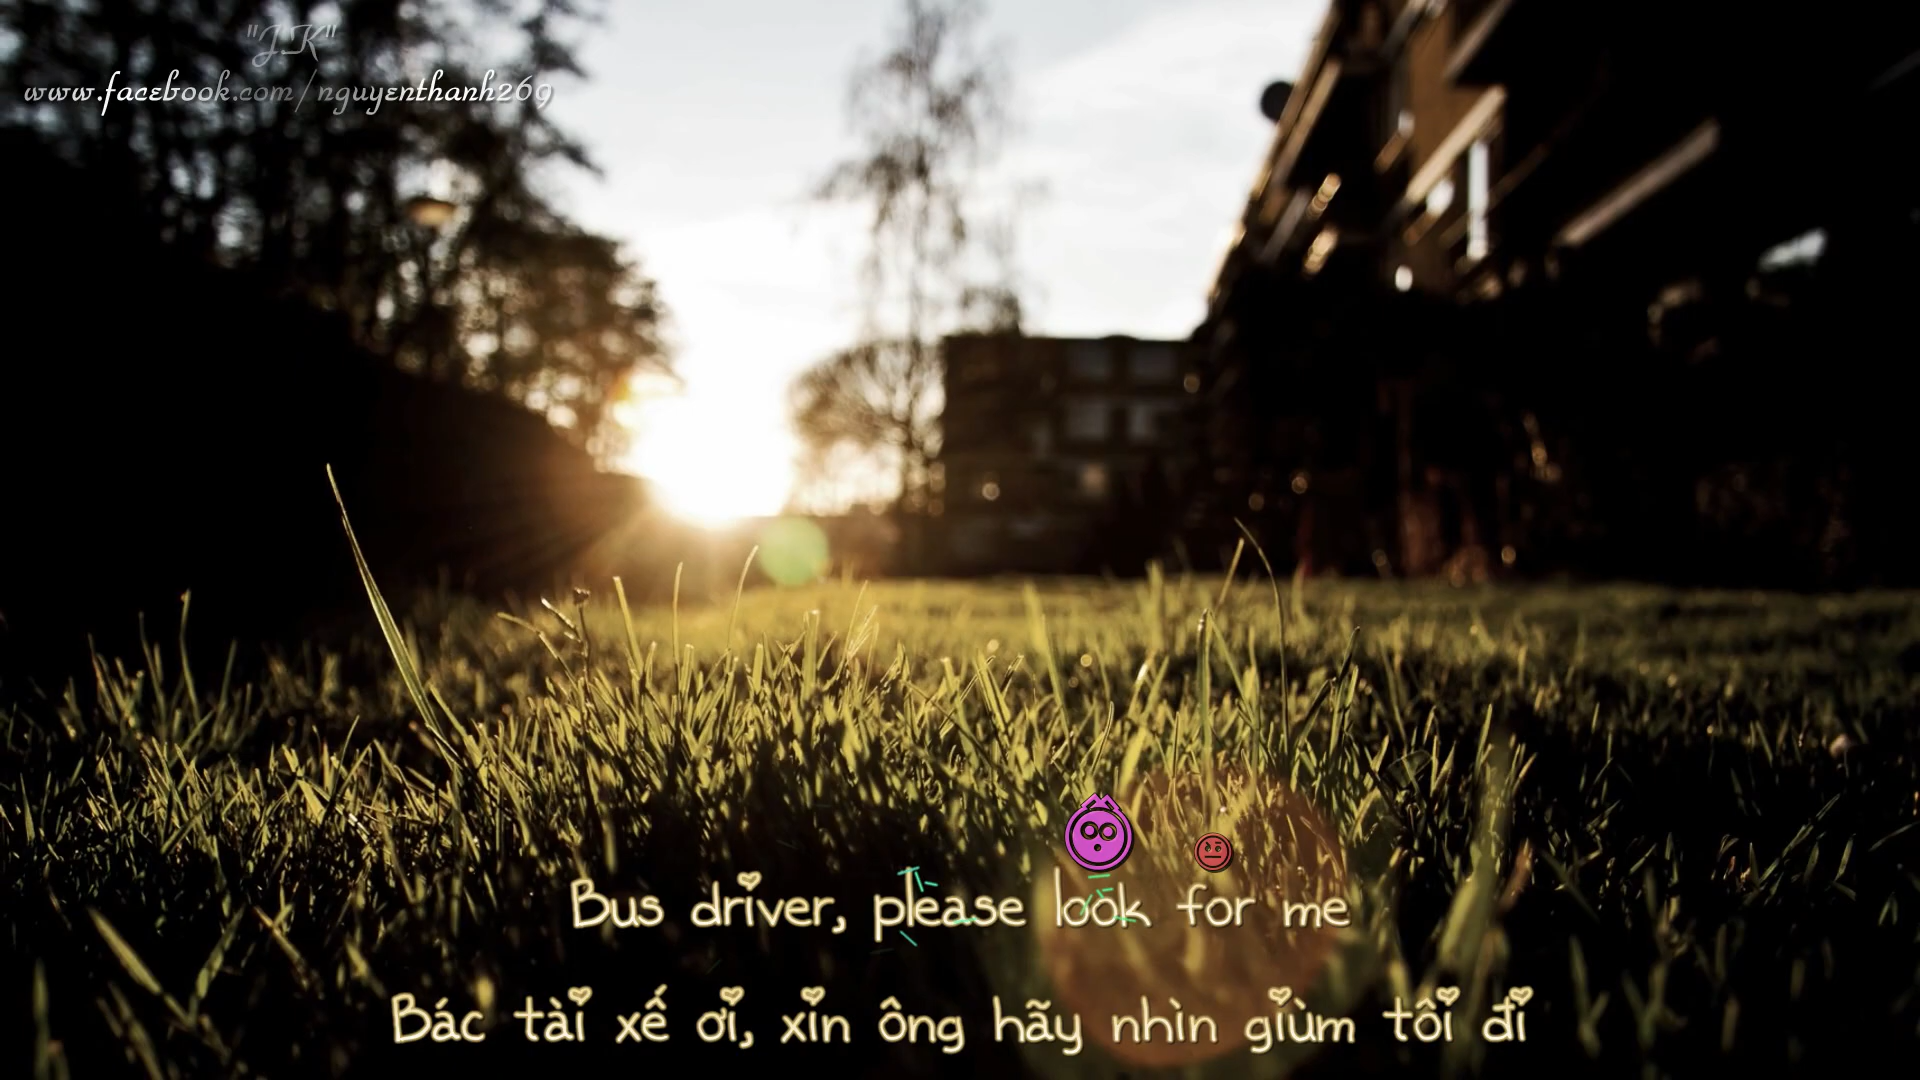 "J.K"
www.facebook.com/nguyenthanh269
Bus driver, please look for me
Bác tài xế ơi, xin ông hãy nhìn giùm tôi đi